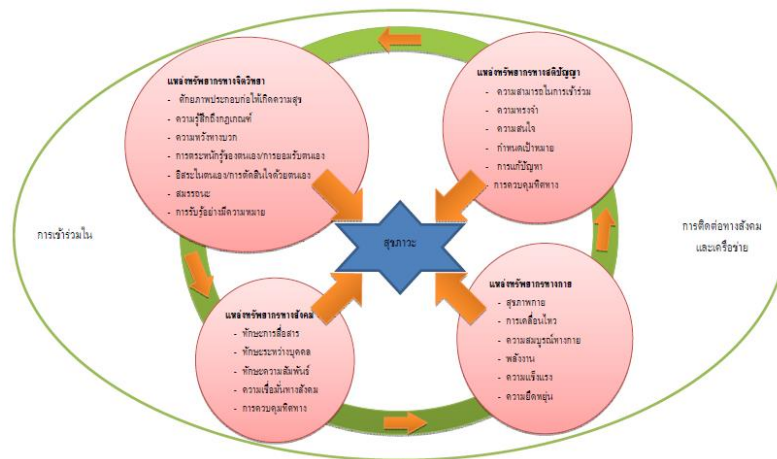 แหล่งทรัพยากรทางจิตวิทยา
- ศักยภาพประกอบก่อให้เกิดความสุข
- ความรู้สึกถึงกฎเกณฑ์
- ความหวังทางบวก
- การตระหนักรู้ของตนเอง/การยอมรับตนเอง
- อิสระในตนเอง/การตัดสินใจด้วยตนเอง
- สมรรถนะ
- การรับรู้อย่างมีความหมาย
แหล่งทรัพยากรทางสติปัญญา
- ความสามารถในการเข้าร่วม
- ความทรงจำ
- ความสนใจ
- กำหนดเป้าหมาย
- การแก้ปัญหา
- การควบคุมทิศทาง
การเข้าร่วมใน
สุขภาวะ
การติดต่อทางสังคม
และเครือข่าย
แหล่งทรัพยากรทางสังคม
- ทักษะการสื่อสาร
- ทักษะระหว่างบุคคล
- ทักษะความสัมพันธ์
- ความเชื่อมั่นทางสังคม
- การควบคุมทิศทาง
แหล่งทรัพยากรทางกาย
- สุขภาพกาย
- การเคลื่อนไหว
- ความสมบูรณ์ทางกาย
- พลังงาน
- ความแข็งแรง
- ความยืดหยุ่น